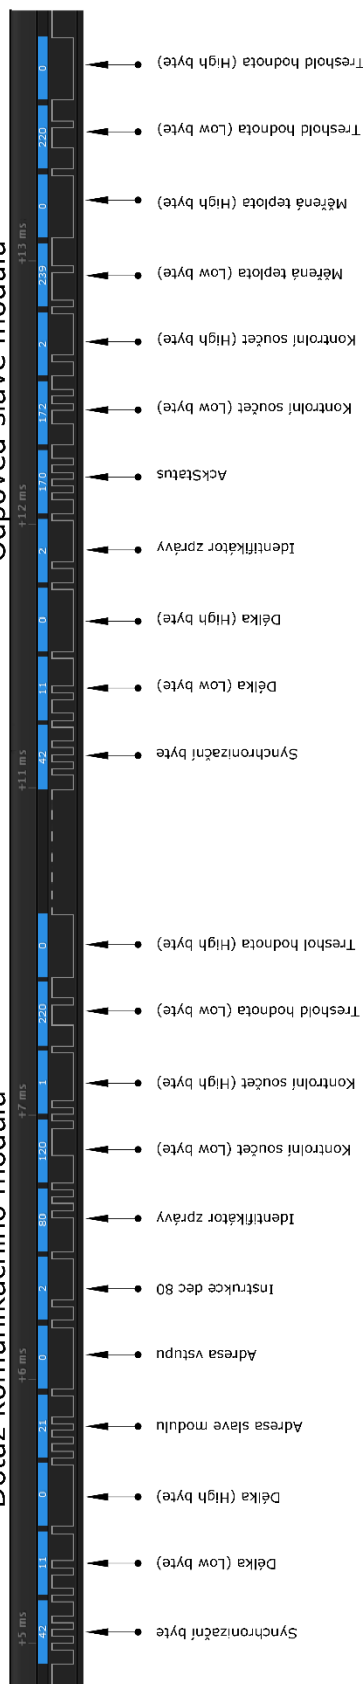 Dotaz komunikačního modulu
+5 ms
+6 ms
+7 ms
42
11
0
21
0
2
80
120
1
220
0
Synchronizační byte
Délka (Low byte)
Délka (High byte)
Adresa slave modulu
Adresa vstupu
Instrukce dec 80
Identifikátor zprávy
Kontrolní součet (Low byte)
Kontrolní součet (High byte)
Treshold hodnota (Low byte)
Treshol hodnota (High byte)
Odpověď slave modulu
+11 ms
+12 ms
+13 ms
42
11
0
2
170
172
2
239
0
220
0
Synchronizační byte
Délka (Low byte)
Délka (High byte)
Identifikátor zprávy
AckStatus
Kontrolní součet (Low byte)
Kontrolní součet (High byte)
Měřená teplota (Low byte)
Měřená teplota (High byte)
Treshold hodnota (Low byte)
Treshold hodnota (High byte)